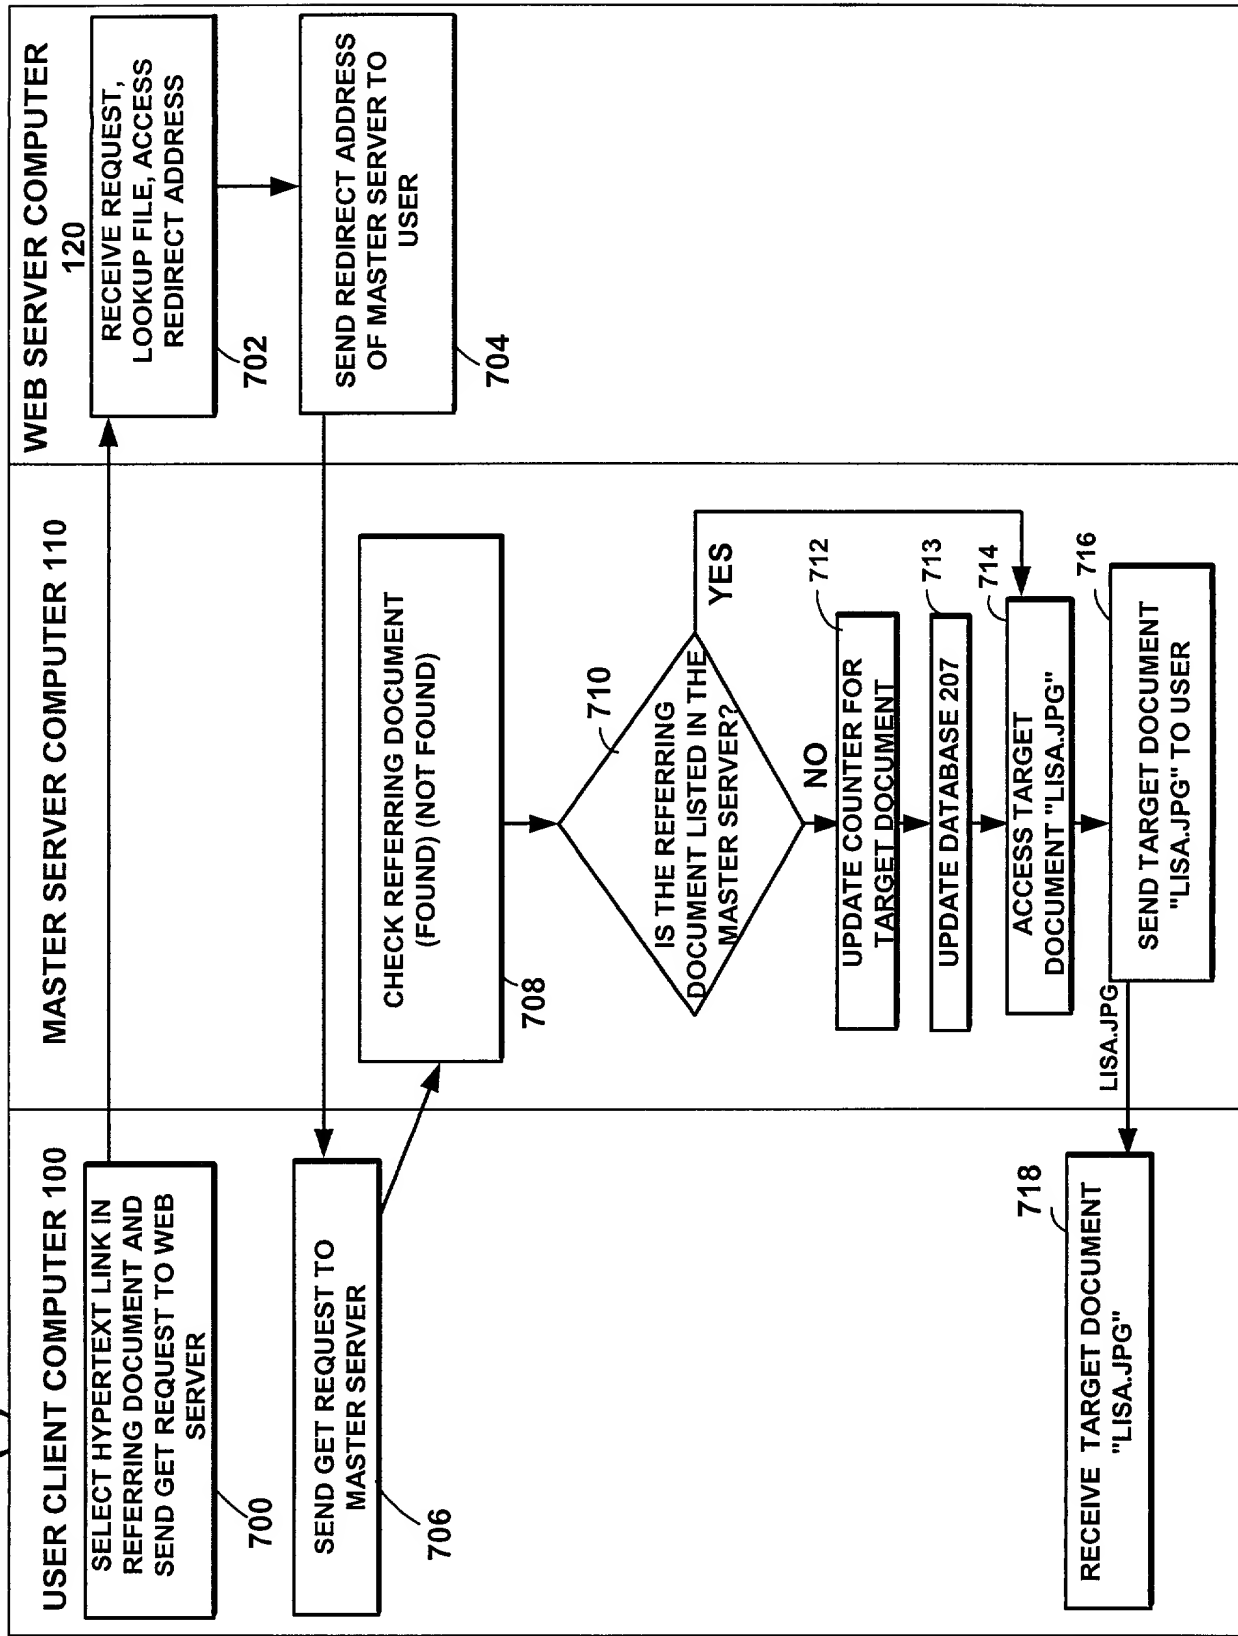 USER CLIENT COMPUTER 100
SELECT HYPERTEXT LINK IN
REFERRING DOCUMENT AND
SEND GET REQUEST TO WEB
SERVER
700
SEND GET REQUEST TO
MASTER SERVER
706
718
RECEIVE TARGET DOCUMENT
"LISA.JPG"
MASTER SERVER COMPUTER 110
CHECK REFERRING DOCUMENT
(FOUND) (NOT FOUND)
708
710
IS THE REFERRING
DOCUMENT LISTED IN THE
MASTER SERVER?
YES
NO
712
UPDATE COUNTER FOR
TARGET DOCUMENT
713
UPDATE DATABASE 207
714
ACCESS TARGET
DOCUMENT "LISA.JPG"
716
SEND TARGET DOCUMENT
"LISA.JPG" TO USER
LISA.JPG
WEB SERVER COMPUTER
120
RECEIVE REQUEST,
LOOKUP FILE, ACCESS
REDIRECT ADDRESS
702
SEND REDIRECT ADDRESS
OF MASTER SERVER TO
USER
704